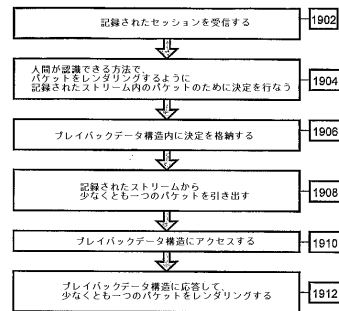 記録されたセッションを受信する
1902
人間が認識できる方法で、
パケットをレンダリングするように
記録されたストリーム内のパケットのために決定を行なう
1904
プレイバックデータ構造内に決定を格納する
1906
記録されたストリームから
少なくとも一つのパケットを引き出す
1908
プレイバックデータ構造にアクセスする
1910
プレイバックデータ構造に応答して、
少なくとも一つのパケットをレンダリングする
1912